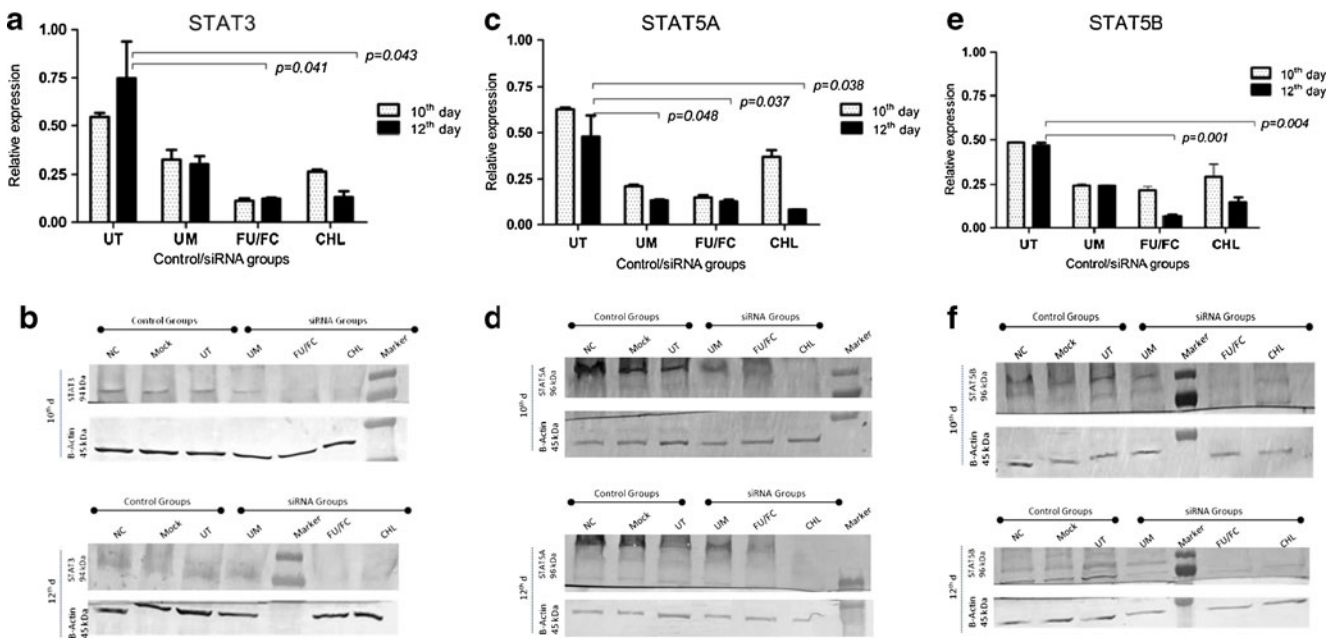 a
STAT3
1.00
0.75
0.50
0.25
0.00
Relative expression
p=0.043
p=0.041
10th day
12th day
UT UM FU/FC CHL
Control/siRNA groups
c
STAT5A
1.00
0.75
0.50
0.25
0.00
Relative expression
p=0.038
p=0.037
p=0.048
10th day
12th day
UT UM FU/FC CHL
Control/siRNA groups
e
STAT5B
1.00
0.75
0.50
0.25
0.00
Relative expression
p=0.004
p=0.001
10th day
12th day
UT UM FU/FC CHL
Control/siRNA groups
b
Control Groups siRNA Groups
NC Mock UT UM FU/FC CHL Marker
10th d
STAT3
94 kDa
B-Actin
45 kDa
Control Groups siRNA Groups
NC Mock UT UM Marker FU/FC CHL
12th d
STAT3
94 kDa
B-Actin
45 kDa
d
Control Groups siRNA Groups
NC Mock UT UM FU/FC CHL Marker
10th d
STAT5A
96 kDa
B-Actin
45 kDa
Control Groups siRNA Groups
NC Mock UT UM FU/FC CHL Marker
12th d
STAT5A
96 kDa
B-Actin
45 kDa
f
Control Groups siRNA Groups
NC Mock UT UM Marker FU/FC CHL
10th d
STAT5B
96 kDa
B-Actin
45 kDa
Control Groups siRNA Groups
NC Mock UT UM Marker FU/FC CHL
12th d
STAT5B
96 kDa
B-Actin
45 kDa